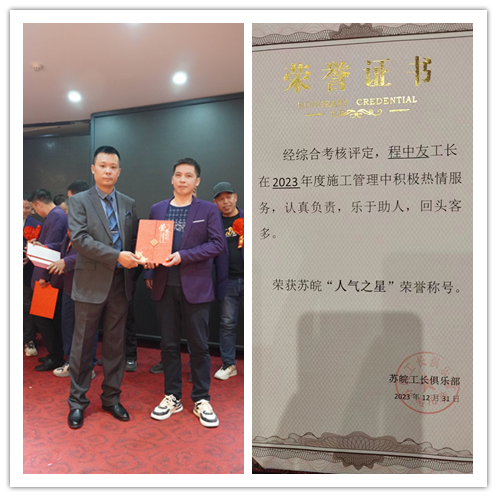 荣誉证书
CREDENTIAL
经综合考核评定，程中友工长
在2023年度施工管理中积极热情服
务，认真负责，乐于助人，回头客
多。
荣获苏皖“人气之星”荣誉称号。
苏皖工长俱乐部
2023年12月31日